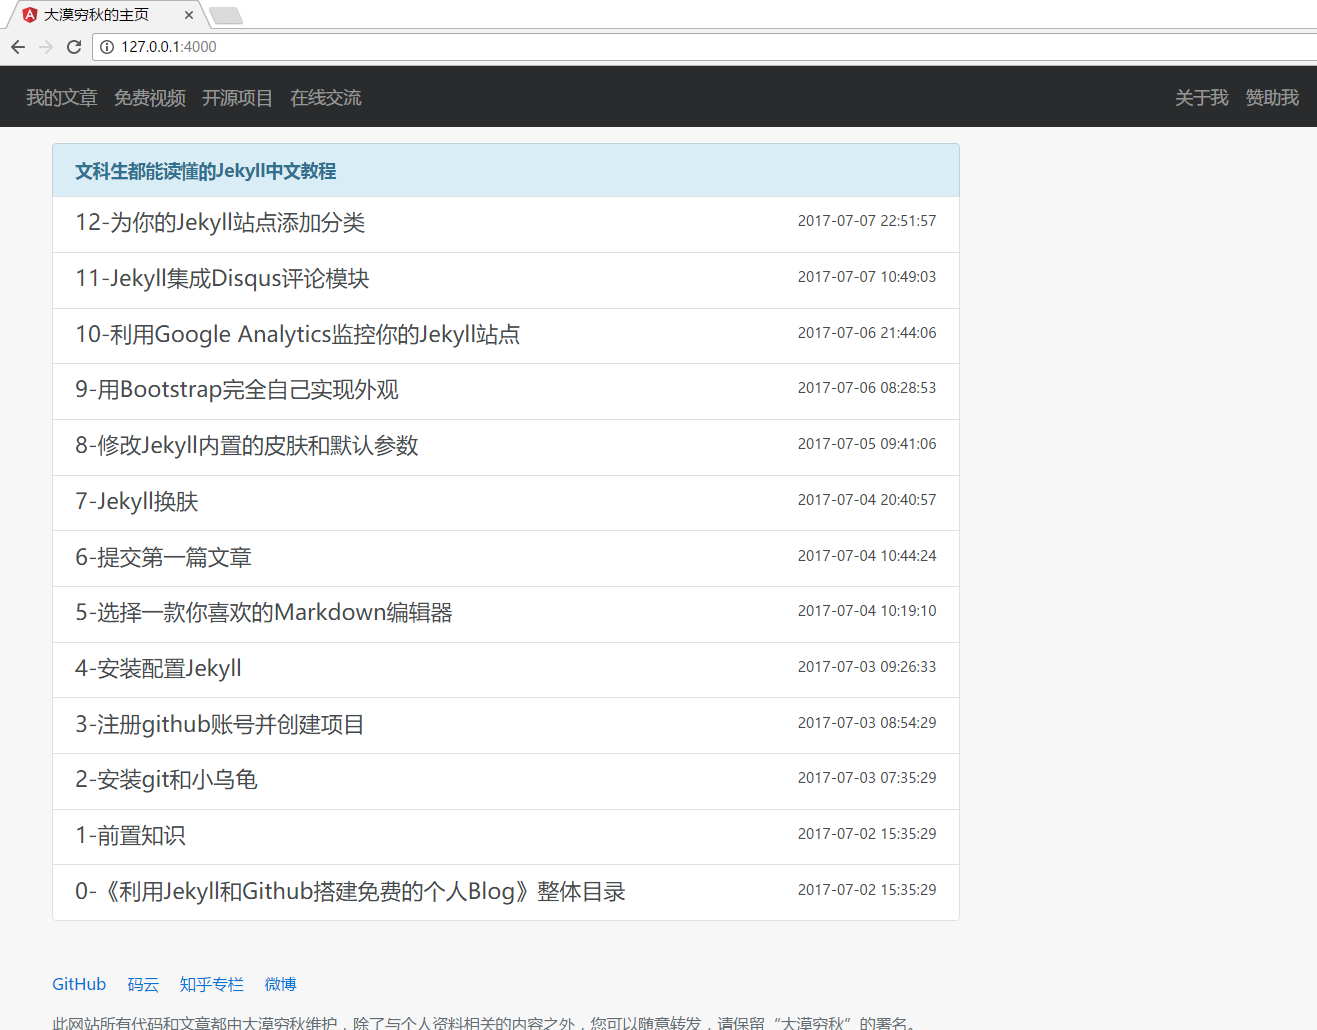 大漠穷秋的主页
127.0.0.1:4000
我的文章 免费视频 开源项目 在线交流 关于我 赞助我
文科生都能读懂的Jekyll中文教程
12-为你的Jekyll站点添加分类 2017-07-07 22:51:57
11-Jekyll集成Disqus评论模块 2017-07-07 10:49:03
10-利用Google Analytics监控你的Jekyll站点 2017-07-06 21:44:06
9-用Bootstrap完全自己实现外观 2017-07-06 08:28:53
8-修改Jekyll内置的皮肤和默认参数 2017-07-05 09:41:06
7-Jekyll换肤 2017-07-04 20:40:57
6-提交第一篇文章 2017-07-04 10:44:24
5-选择一款你喜欢的Markdown编辑器 2017-07-04 10:19:10
4-安装配置Jekyll 2017-07-03 09:26:33
3-注册github账号并创建项目 2017-07-03 08:54:29
2-安装git和小乌龟 2017-07-03 07:35:29
1-前置知识 2017-07-02 15:35:29
0-《利用Jekyll和Github搭建免费的个人Blog》整体目录 2017-07-02 15:35:29
GitHub 码云 知乎专栏 微博
此网站所有代码和文章都由大漠穷秋维护，除了与个人资料相关的内容之外，您可以随意转发，请保留“大漠穷秋”的署名。